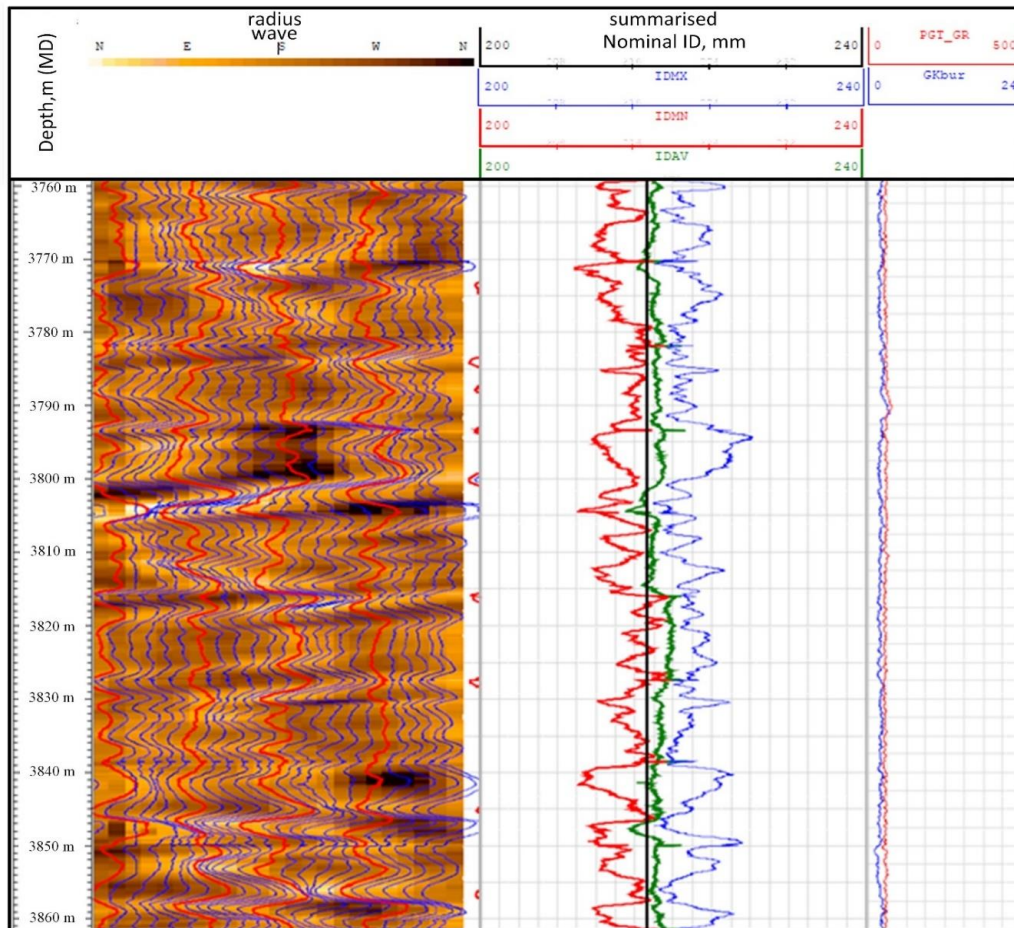 radius
wave
N E S W N
Depth,m (MD)
summarised
Nominal ID, mm
200 240
IDMX
200 240
IDMN
200 240
IDAV
200 240
PGT_GR
0 500
GKbur
0 24
3760 m
3770 m
3780 m
3790 m
3800 m
3810 m
3820 m
3830 m
3840 m
3850 m
3860 m